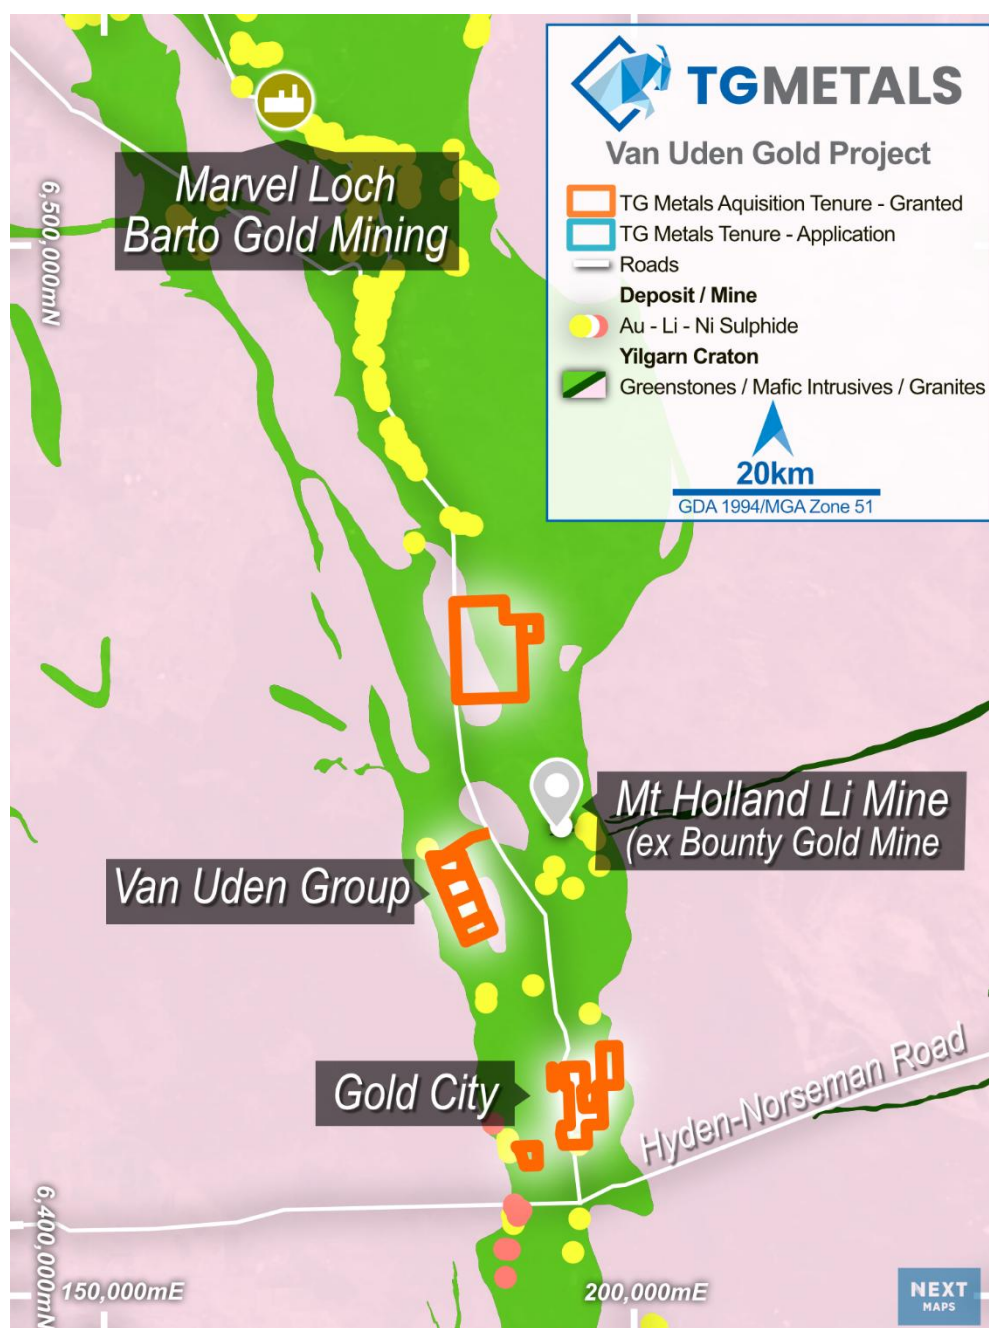 TGMETALS
Van Uden Gold Project
TG Metals Aquisition Tenure - Granted
TG Metals Tenure - Application
Roads
Deposit / Mine
Au - Li - Ni Sulphide
Yilgarn Craton
Greenstones / Mafic Intrusives / Granites
20km
GDA 1994/MGA Zone 51
Marvel Loch
Barto Gold Mining
6,500,000mN
Mt Holland Li Mine
(ex Bounty Gold Mine
Van Uden Group
Gold City
Hyden-Norseman Road
6,400,000mN
150,000mE
200,000mE
NEXT
MAPS